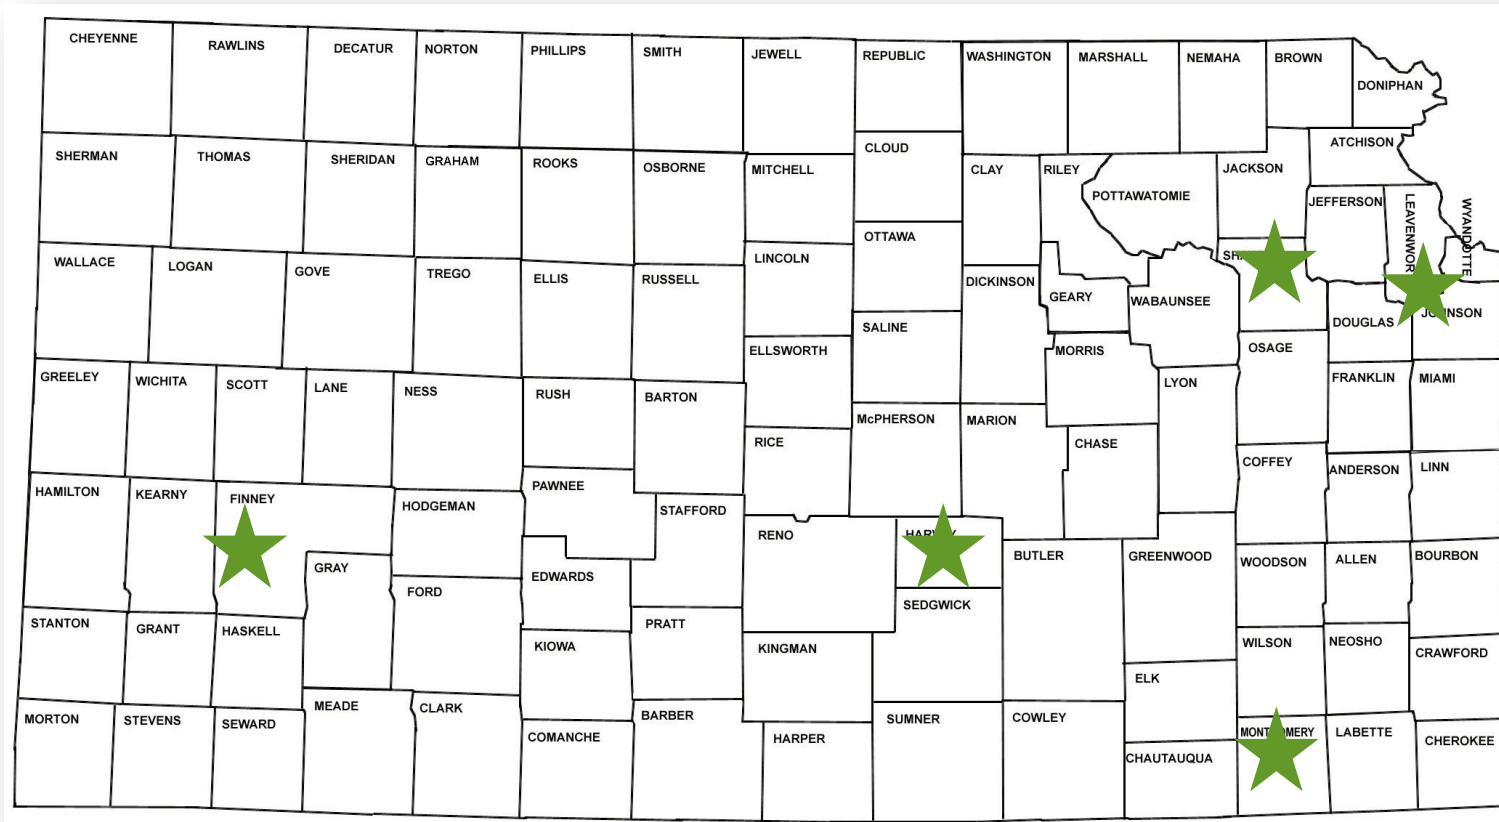 CHEYENNE
RAWLINS
DECATUR
NORTON
PHILLIPS
SMITH
JEWELL
REPUBLIC
WASHINGTON
MARSHALL
NEMAHA
BROWN
DONIPHAN
SHERMAN
THOMAS
SHERIDAN
GRAHAM
ROOKS
OSBORNE
MITCHELL
CLOUD
CLAY
RILEY
POTTAWATOMIE
JACKSON
ATCHISON
JEFFERSON
WYANDOTTE
WALLACE
LOGAN
GOVE
TREGO
ELLIS
RUSSELL
LINCOLN
OTTAWA
DICKINSON
GEARY
WABAUNSEE
DOUGLAS
GREELEY
WICHITA
SCOTT
LANE
NESS
RUSH
BARTON
ELLSWORTH
SALINE
MORRIS
LYON
OSAGE
FRANKLIN
MIAMI
RICE
McPHERSON
MARION
CHASE
COFFEY
ANDERSON
LINN
HAMILTON
KEARNY
FINNEY
HODGEMAN
PAWNEE
STAFFORD
RENO
BUTLER
GREENWOOD
WOODSON
ALLEN
BOURBON
GRAY
FORD
EDWARDS
SEDGWICK
STANTON
GRANT
HASKELL
KIOWA
PRATT
KINGMAN
ELK
WILSON
NEOSHO
CRAWFORD
MORTON
STEVENS
SEWARD
MEADE
CLARK
COMANCHE
BARBER
HARPER
SUMNER
COWLEY
CHAUTAUQUA
MONTGOMERY
LABETTE
CHEROKEE